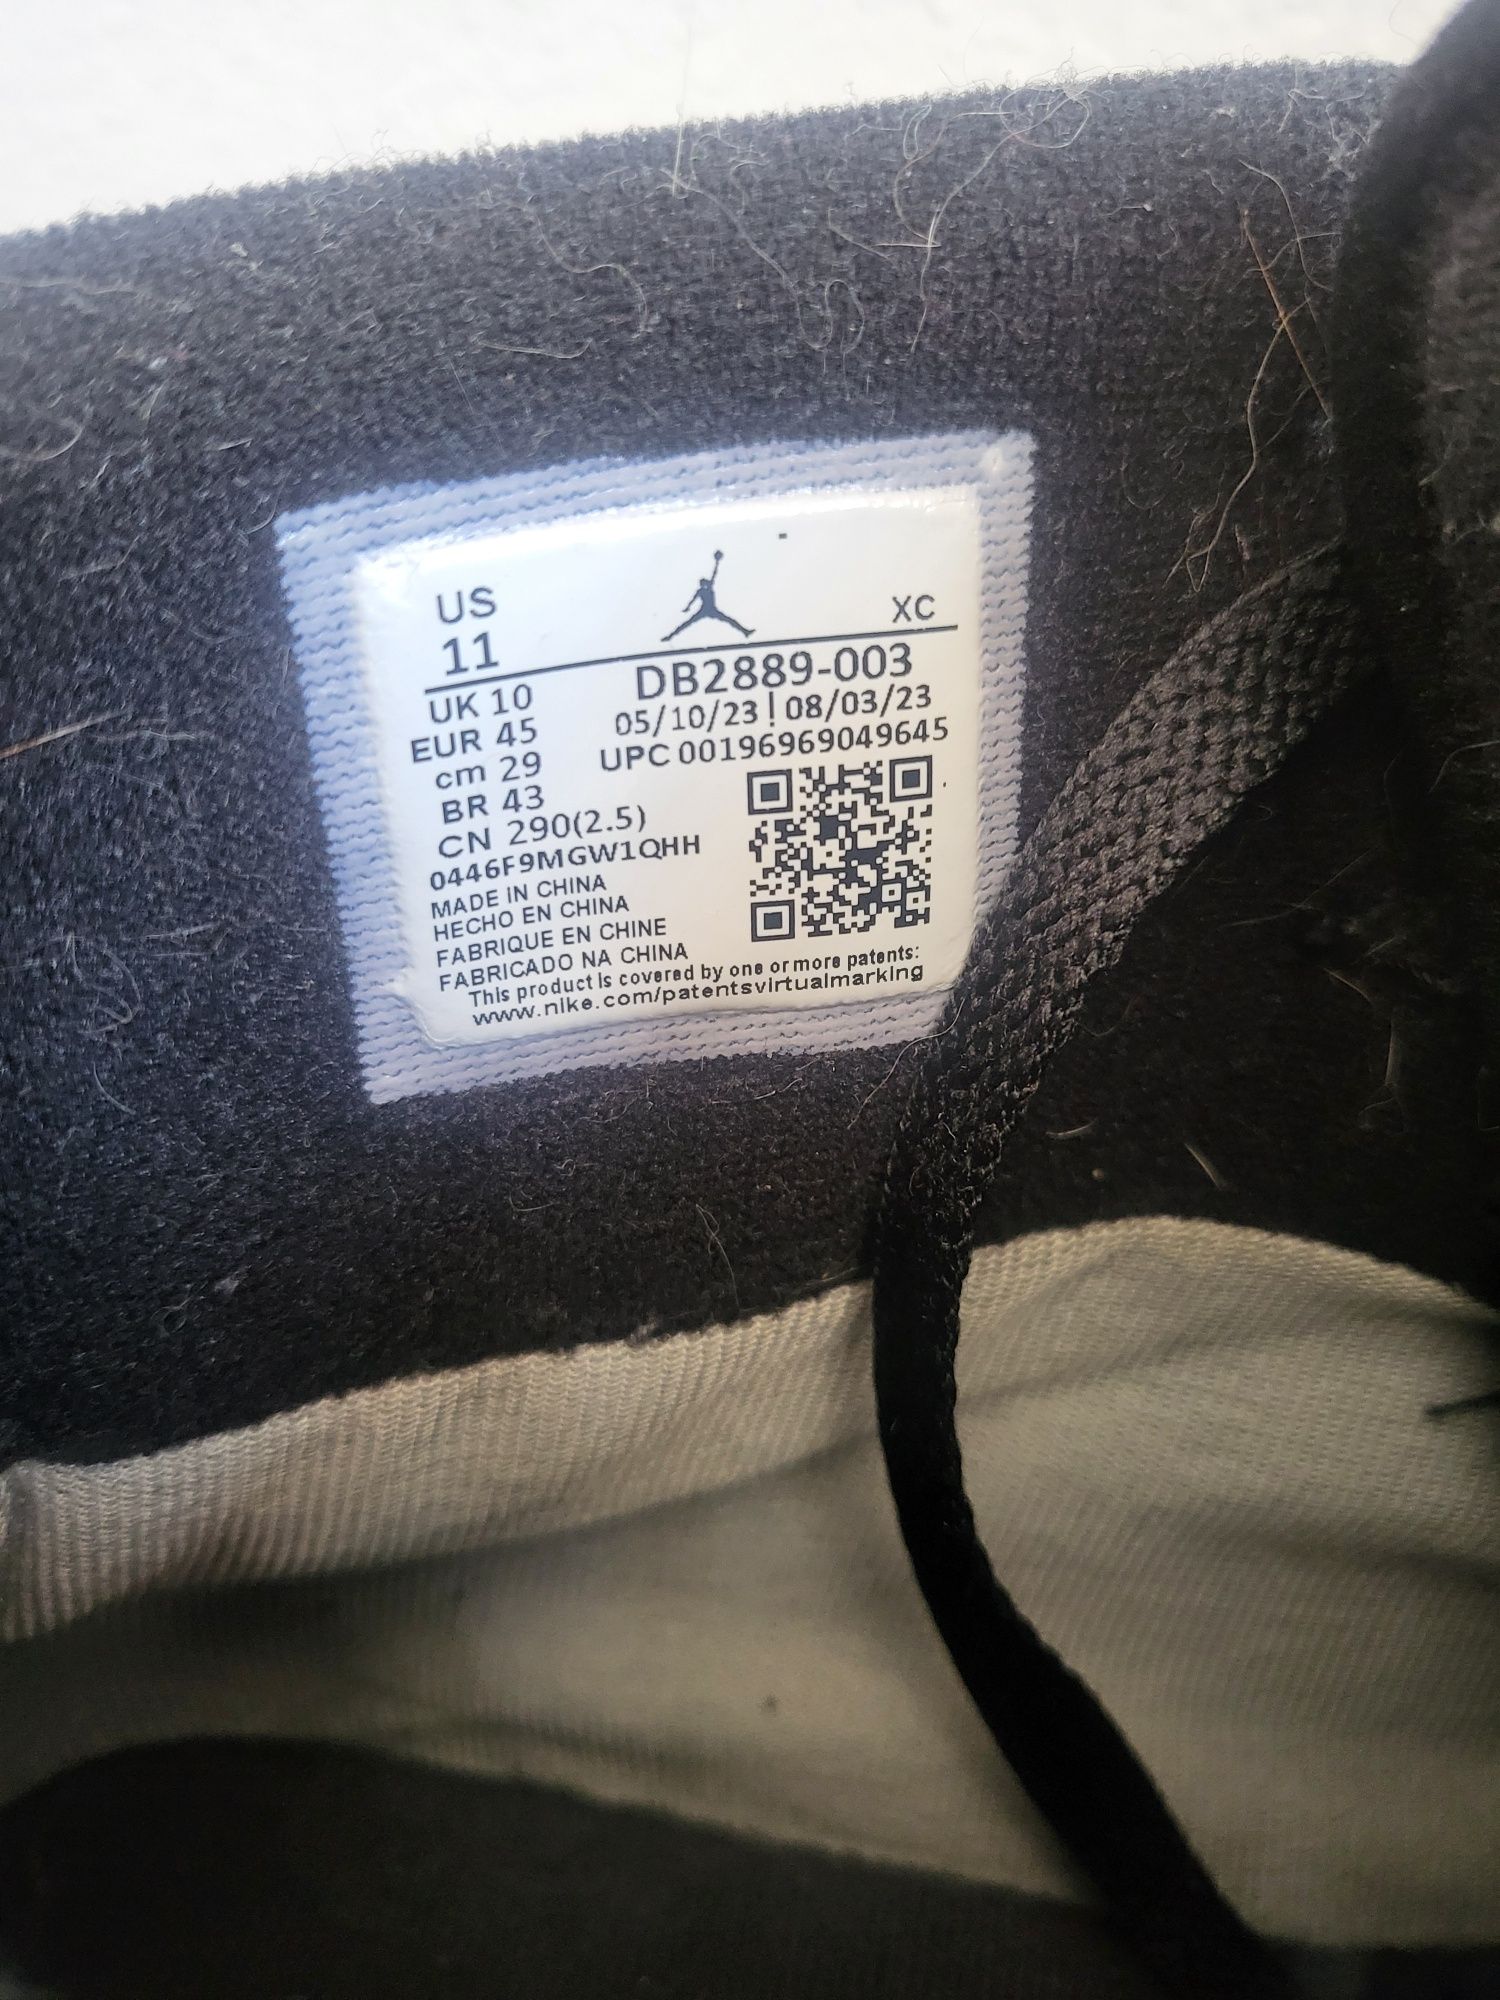 US
11
XC
UK 10
EUR 45
cm 29
BR 43
CN 290(2.5)
DB2889-003
05/10/23 | 08/03/23
UPC 00196969049645
0446F9MGW1QHH
MADE IN CHINA
HECHO EN CHINA
FABRIQUE EN CHINE
FABRICADO NA CHINA
This product is covered by one or more patents:
www.nike.com/patentsvirtualmarking